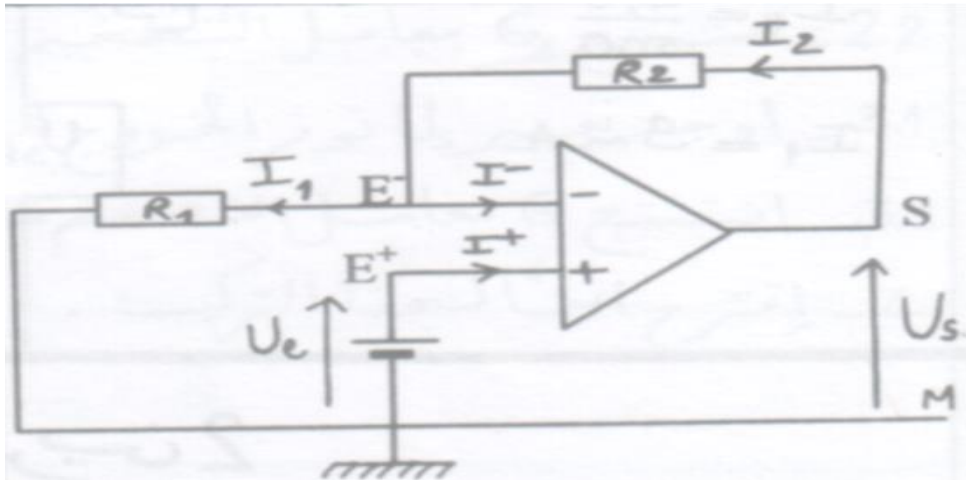 I2
R2
I1
E-
I-
-
R1
S
E+
I+
+
Ue
Us
M